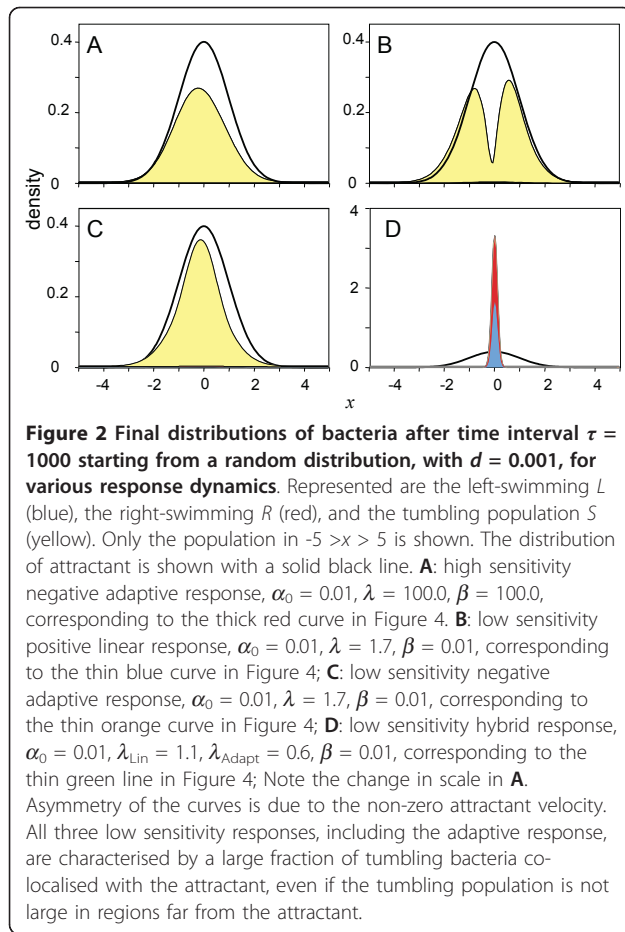 A
B
0.4
0.2
0
0.4
0.2
0
density
C
D
0.4
0.2
0
4
2
0
-4 -2 0 2 4
-4 -2 0 2 4
x
Figure 2 Final distributions of bacteria after time interval τ =
1000 starting from a random distribution, with d = 0.001, for
various response dynamics. Represented are the left-swimming L
(blue), the right-swimming R (red), and the tumbling population S
(yellow). Only the population in -5 >x > 5 is shown. The distribution
of attractant is shown with a solid black line. A: high sensitivity
negative adaptive response, α0 = 0.01, λ = 100.0, β = 100.0,
corresponding to the thick red curve in Figure 4. B: low sensitivity
positive linear response, α0 = 0.01, λ = 1.7, β = 0.01, corresponding
to the thin blue curve in Figure 4; C: low sensitivity negative
adaptive response, α0 = 0.01, λ = 1.7, β = 0.01, corresponding to
the thin orange curve in Figure 4; D: low sensitivity hybrid response,
α0 = 0.01, λLin = 1.1, λAdapt = 0.6, β = 0.01, corresponding to the
thin green line in Figure 4; Note the change in scale in A.
Asymmetry of the curves is due to the non-zero attractant velocity.
All three low sensitivity responses, including the adaptive response,
are characterised by a large fraction of tumbling bacteria co-
localised with the attractant, even if the tumbling population is not
large in regions far from the attractant.